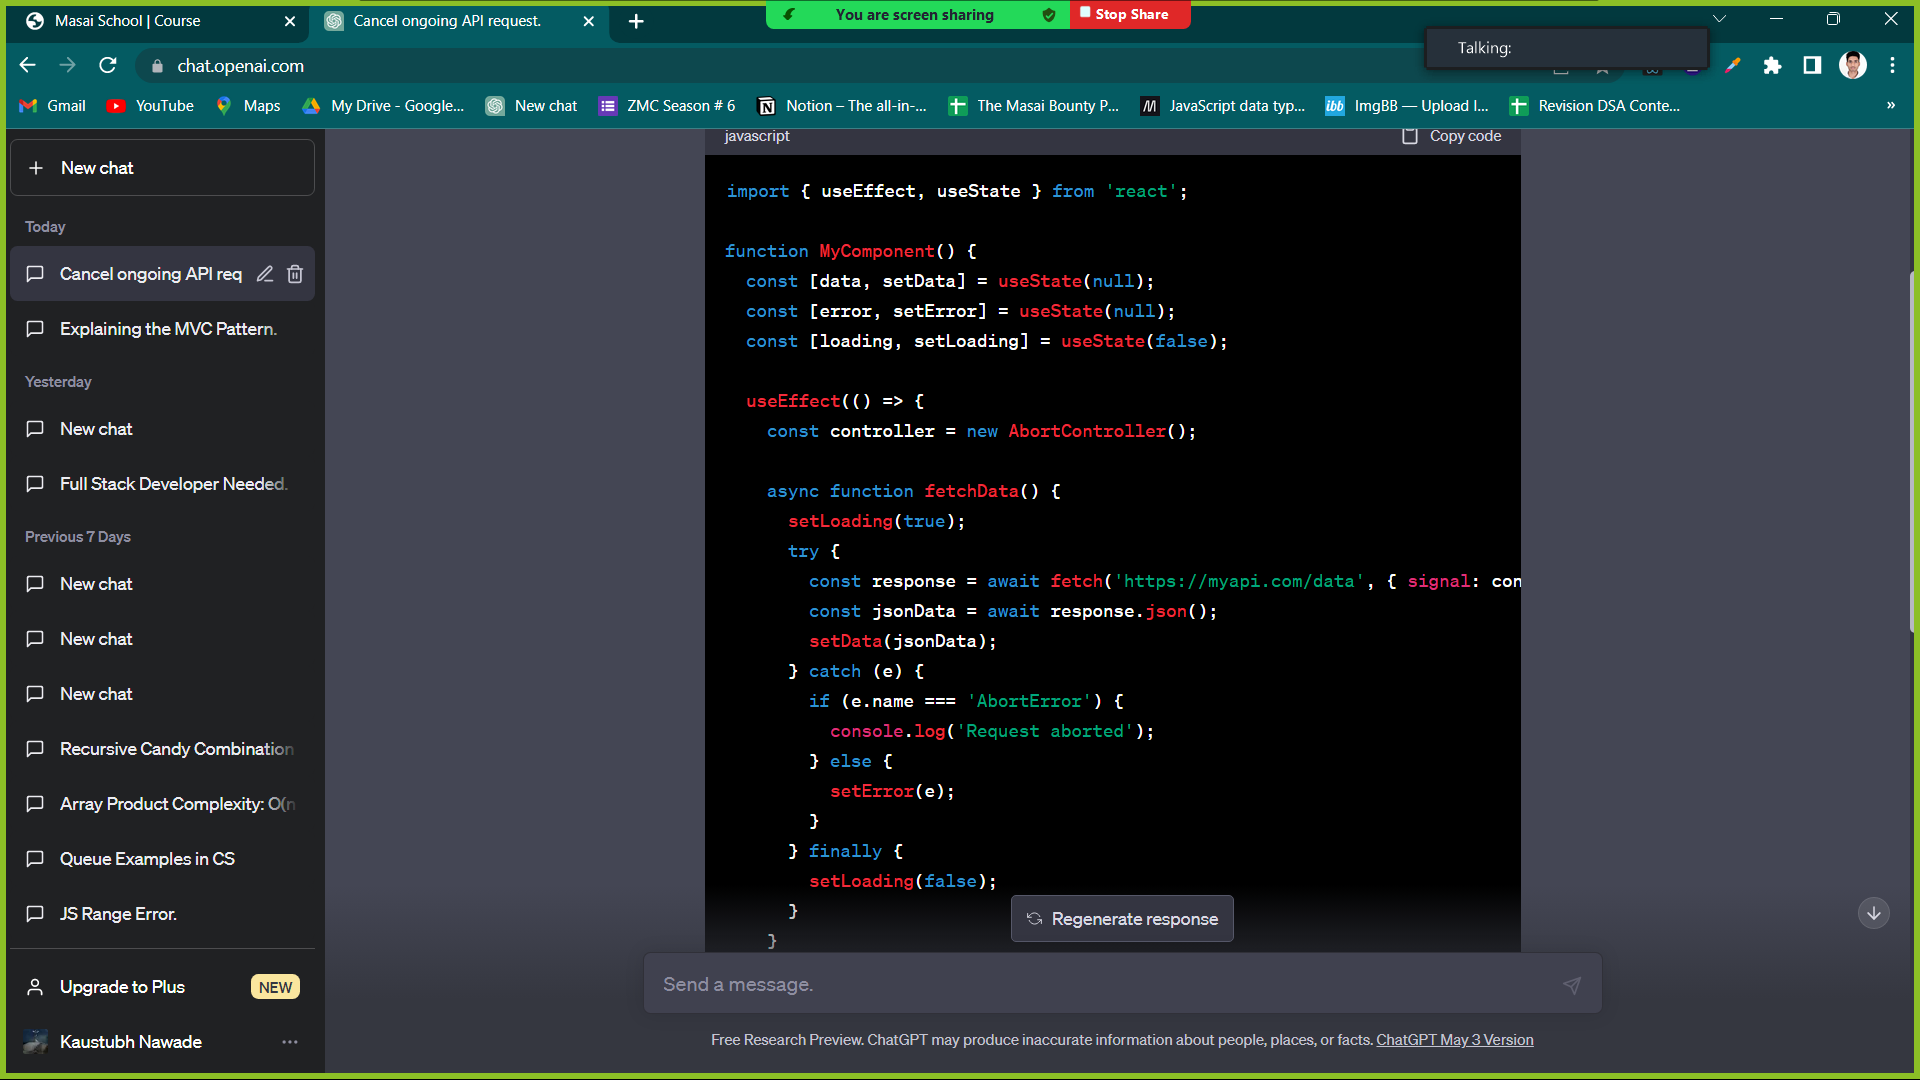 Masai School | Course
Cancel ongoing API request.
You are screen sharing
Stop Share
Talking:
chat.openai.com
Gmail
YouTube
Maps
My Drive - Google...
New chat
ZMC Season # 6
Notion – The all-in-...
The Masai Bounty P...
JavaScript data typ...
ImgBB — Upload I...
Revision DSA Conte...
»
New chat
Today
Cancel ongoing API req
Explaining the MVC Pattern.
Yesterday
New chat
Full Stack Developer Needed.
Previous 7 Days
New chat
New chat
New chat
Recursive Candy Combination
Array Product Complexity: O(n
Queue Examples in CS
JS Range Error.
Upgrade to Plus
NEW
Kaustubh Nawade
javascript
Copy code
import { useEffect, useState } from 'react';
function MyComponent() {
const [data, setData] = useState(null);
const [error, setError] = useState(null);
const [loading, setLoading] = useState(false);
useEffect(() => {
const controller = new AbortController();
async function fetchData() {
setLoading(true);
try {
const response = await fetch('https://myapi.com/data', { signal: con
const jsonData = await response.json();
setData(jsonData);
} catch (e) {
if (e.name === 'AbortError') {
console.log('Request aborted');
} else {
setError(e);
}
} finally {
setLoading(false);
}
}
Regenerate response
Send a message.
Free Research Preview. ChatGPT may produce inaccurate information about people, places, or facts. ChatGPT May 3 Version